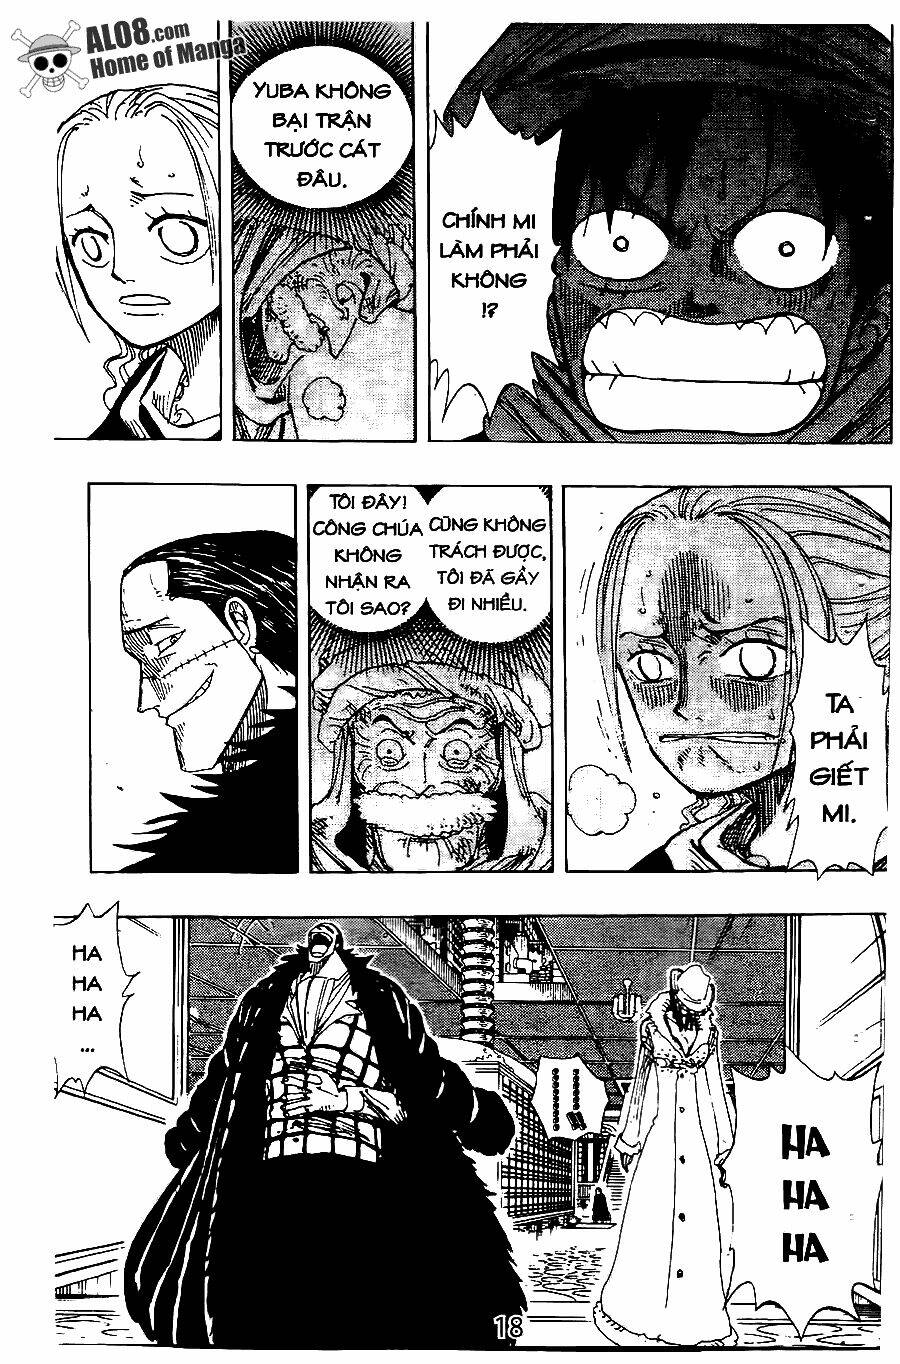 ALO8.com
Home of Manga
CHÍNH MI
LÀM PHẢI
KHÔNG
!?
YUBA KHÔNG
BẠI TRẬN
TRƯỚC CÁT
ĐÂU.
TA
PHẢI
GIẾT
MI.
CŨNG KHÔNG
TRÁCH ĐƯỢC,
TÔI ĐÃ GẦY
ĐI NHIỀU.
TÔI ĐÂY!
CÔNG CHÚA
KHÔNG
NHẬN RA
TÔI SAO?
HA
HA
HA
HA
HA
HA
...
18